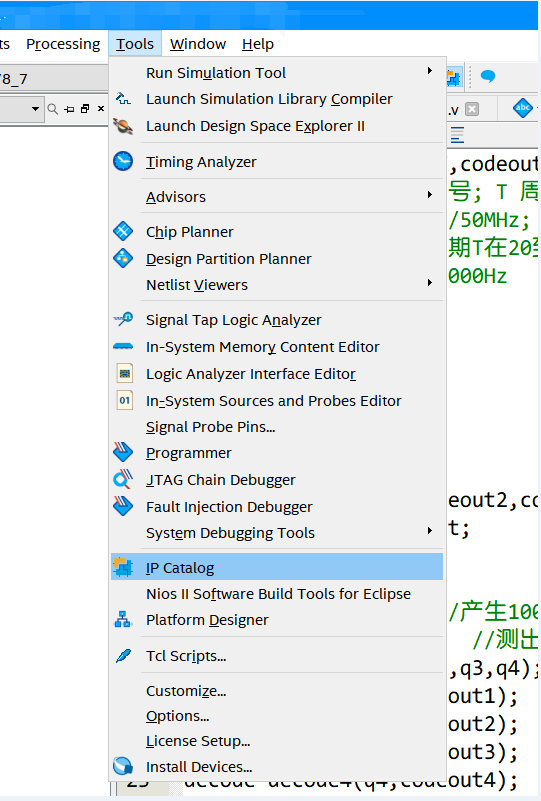 ts Processing Tools Window Help
8_7
Run Simulation Tool
Launch Simulation Library Compiler
.v
abc
Launch Design Space Explorer II
,codeout
Timing Analyzer
号; T 周
Advisors
/50MHz;
Chip Planner
期T在20到
Design Partition Planner
000Hz
Netlist Viewers
Signal Tap Logic Analyzer
In-System Memory Content Editor
Logic Analyzer Interface Editor
01 In-System Sources and Probes Editor
Signal Probe Pins...
Programmer
JTAG Chain Debugger
eout2,co
Fault Injection Debugger
t;
System Debugging Tools
IP Catalog
Nios II Software Build Tools for Eclipse
/产生100
Platform Designer
//测出
Tcl Scripts...
,q3,q4);
Customize...
out1);
Options...
out2);
License Setup...
out3);
Install Devices...
decode decode4(q4,codeout4);